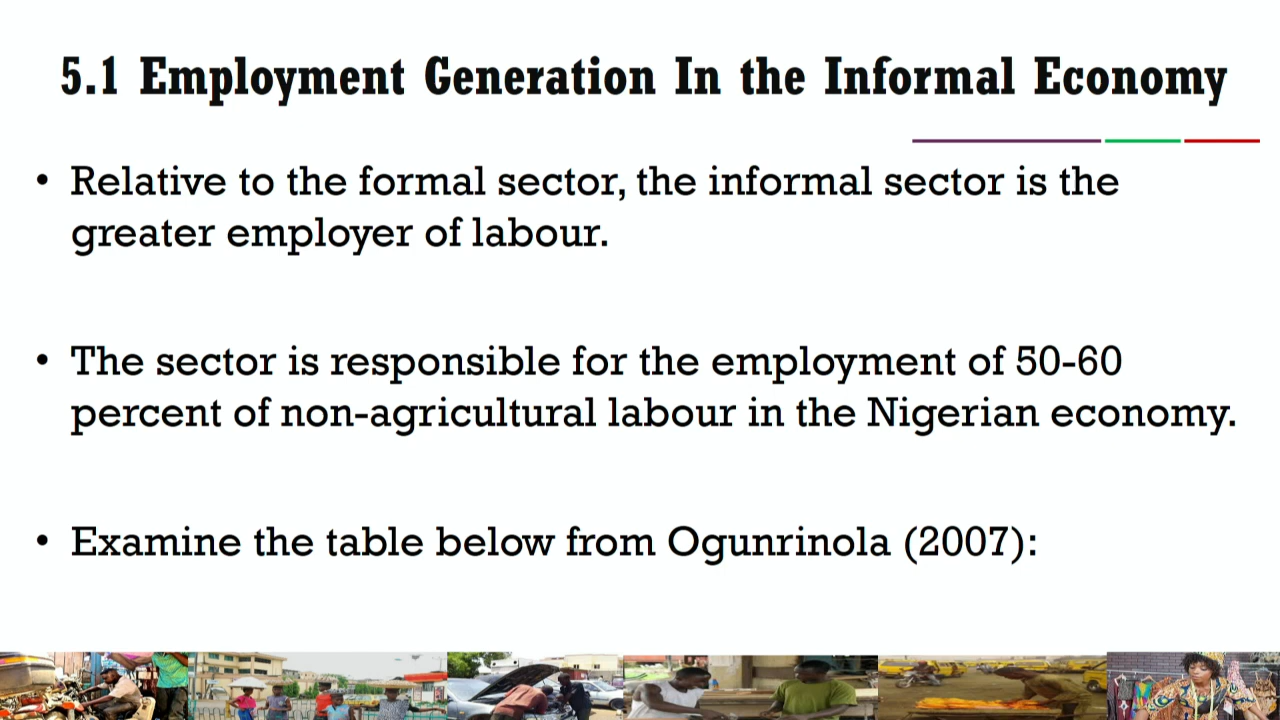 5.1 Employment Generation In the Informal Economy
• Relative to the formal sector, the informal sector is the
greater employer of labour.
• The sector is responsible for the employment of 50-60
percent of non-agricultural labour in the Nigerian economy.
• Examine the table below from Ogunrinola (2007):